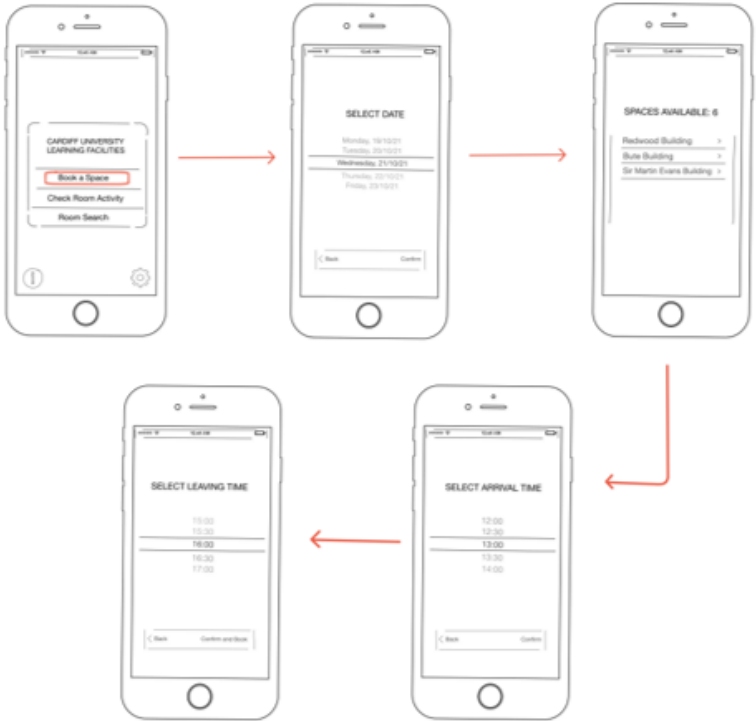 CARDIFF UNIVERSITY
LEARNING FACILITIES
Book a Space
Check Room Activity
Room Search
SELECT DATE
Monday,
Tuesday, 20/10/21
Wednesday, 21/10/21
Thursday, 22/10/21
Friday, 23/10/21
< Back Confirm
SPACES AVAILABLE: 6
Redwood Building >
Bute Building >
Sir Martin Evans Building >
SELECT ARRIVAL TIME
12:00
12:30
13:00
13:30
14:00
< Back Confirm
SELECT LEAVING TIME
15:00
15:30
16:00
16:30
17:00
< Back Confirm and Book